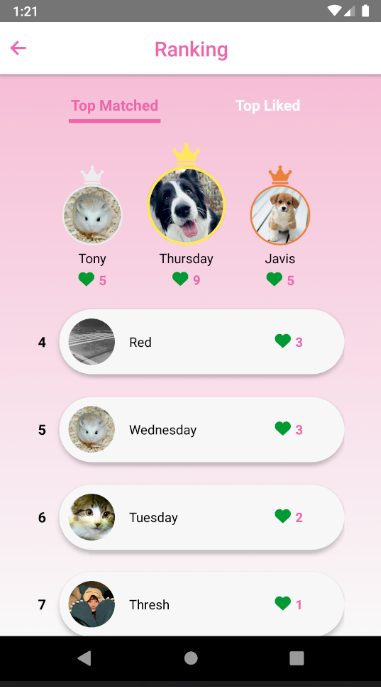 1:21
Ranking
Top Matched Top Liked
Tony Thursday Javis
5 9 5
4 Red 3
5 Wednesday 3
6 Tuesday 2
7 Thresh 1